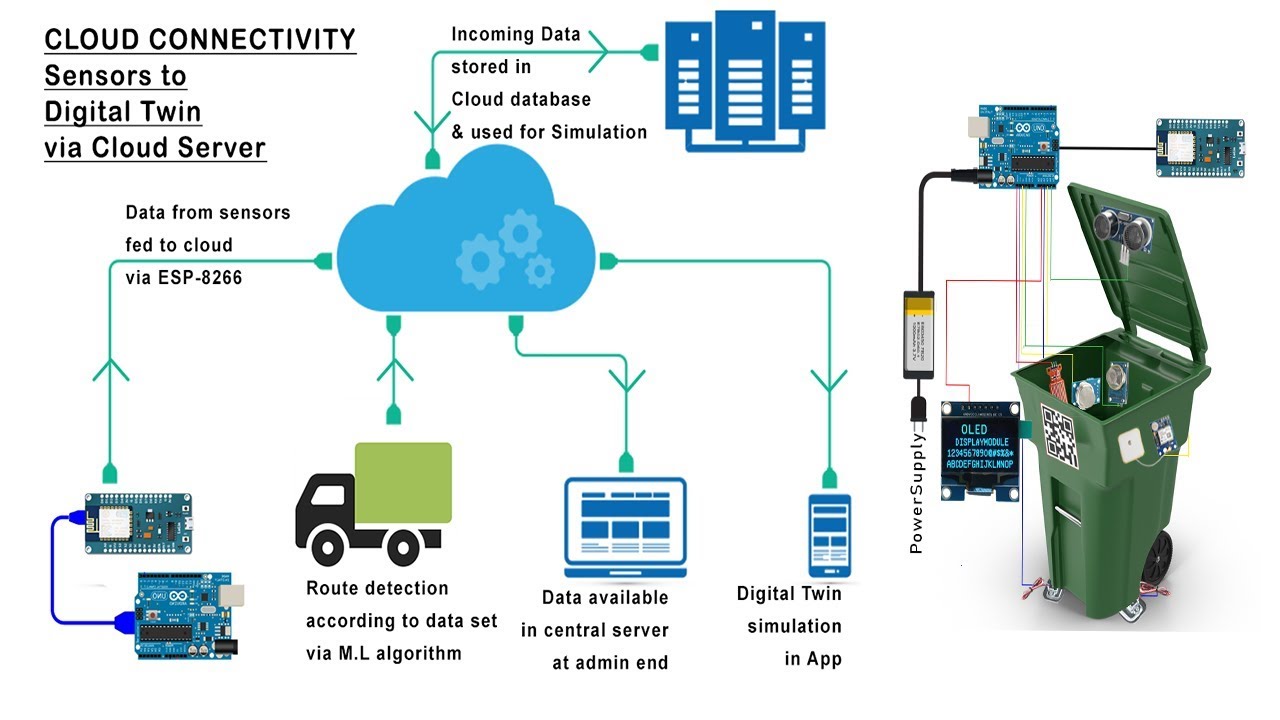 CLOUD CONNECTIVITY
Sensors to
Digital Twin
via Cloud Server
Incoming Data
stored in
Cloud database
& used for Simulation
Data from sensors
fed to cloud
via ESP-8266
Route detection
according to data set
via M.L algorithm
Data available
in central server
at admin end
Digital Twin
simulation
in App
UNO
UNO
PowerSupply
OLED
DISPLAYMODULE
ABCDEFGHIJKLMNOP